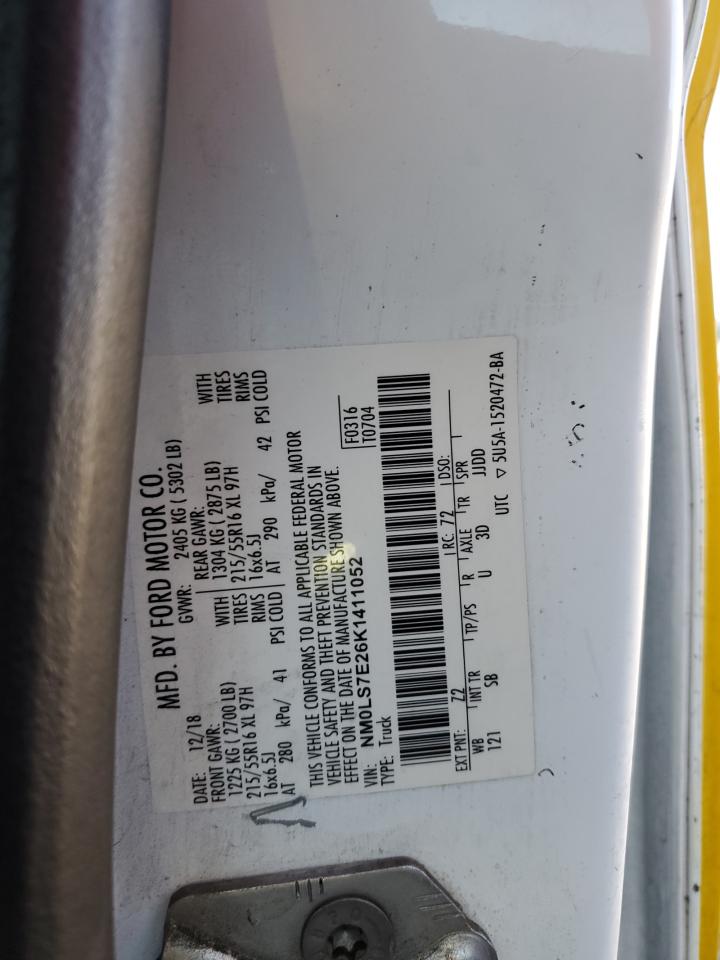 MFD. BY FORD MOTOR CO.
DATE: 12/18 GVWR: 2405 KG ( 5302 LB)
FRONT GAWR: REAR GAWR:
1225 KG ( 2700 LB) WITH 1304 KG ( 2875 LB) WITH
215/55R16 XL 97H TIRES 215/55R16 XL 97H TIRES
16x6.5J RIMS 16x6.5J RIMS
AT 280 kPa/ 41 PSI COLD AT 290 kPa/ 42 PSI COLD
THIS VEHICLE CONFORMS TO ALL APPLICABLE FEDERAL MOTOR
VEHICLE SAFETY AND THEFT PREVENTION STANDARDS IN
EFFECT ON THE DATE OF MANUFACTURE SHOWN ABOVE.
VIN: NM0LS7E26K1411052 F0316
TYPE: Truck T0704
EXT PNT: Z2 RC: 72 DSO:
WB INT TR TP/PS R AXLE TR SPR
121 SB U 3D JJDD
UTC ▽ 5U5A-1520472-BA